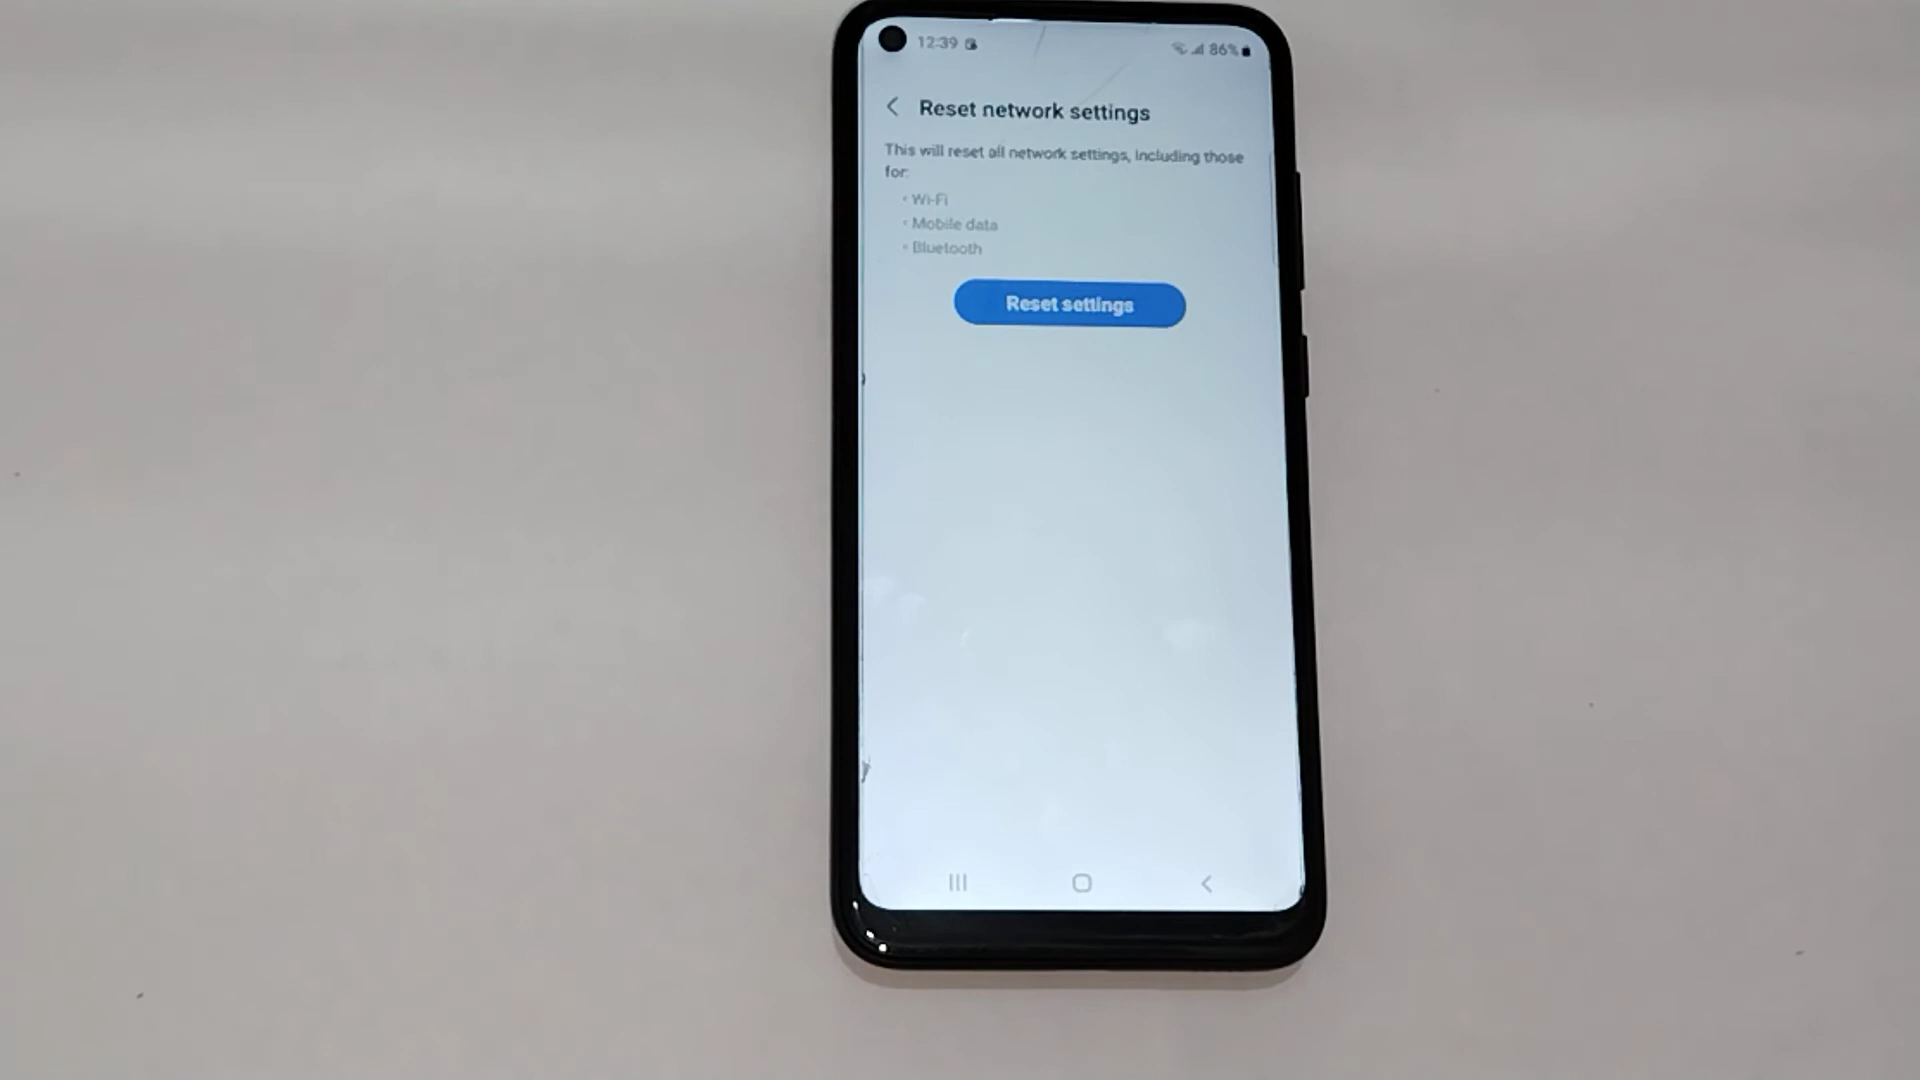 12:39
86%
Reset network settings
This will reset all network settings, including those
for:
• Wi-Fi
• Mobile data
• Bluetooth
Reset settings